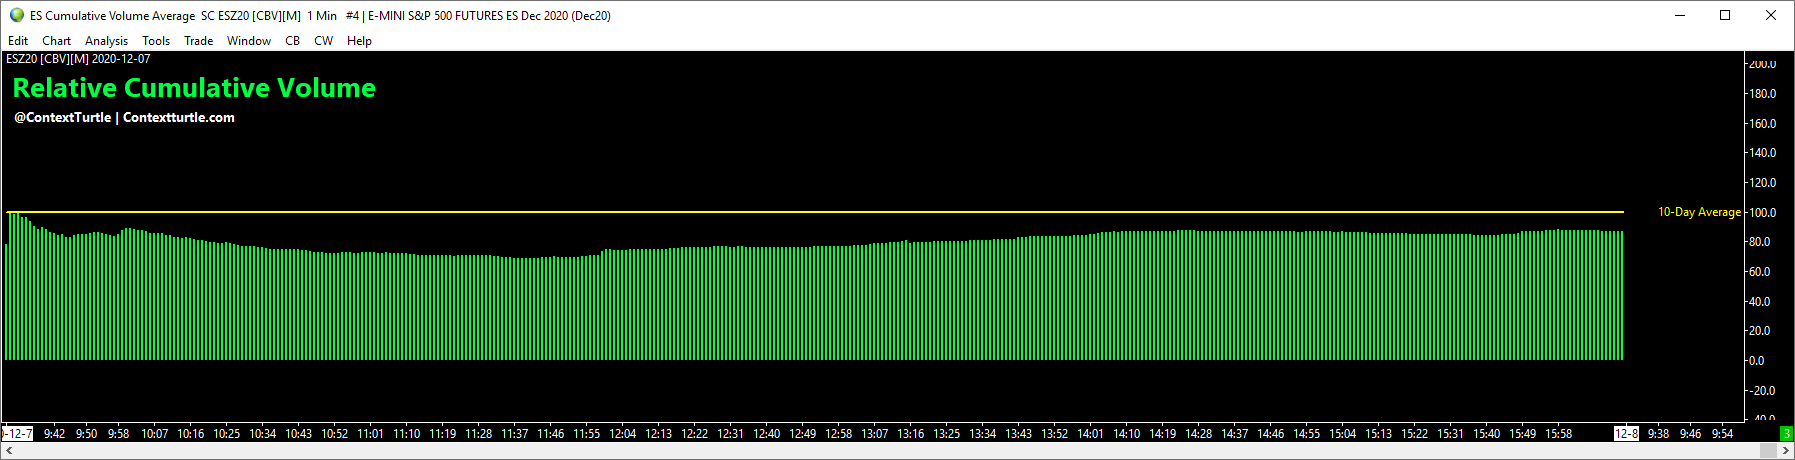 ES Cumulative Volume Average SC ESZ20 [CBV][M] 1 Min #4 | E-MINI S&P 500 FUTURES ES Dec 2020 (Dec20)
Edit Chart Analysis Tools Trade Window CB CW Help
ESZ20 [CBV][M] 2020-12-07
Relative Cumulative Volume
@ContextTurtle | Contextturtle.com
200.0
180.0
160.0
140.0
120.0
10-Day Average 100.0
80.0
60.0
40.0
20.0
0.0
-20.0
-40.0
0-12-7 9:42 9:50 9:58 10:07 10:16 10:25 10:34 10:43 10:52 11:01 11:10 11:19 11:28 11:37 11:46 11:55 12:04 12:13 12:22 12:31 12:40 12:49 12:58 13:07 13:16 13:25 13:34 13:43 13:52 14:01 14:10 14:19 14:28 14:37 14:46 14:55 15:04 15:13 15:22 15:31 15:40 15:49 15:58 12-8 9:38 9:46 9:54 3